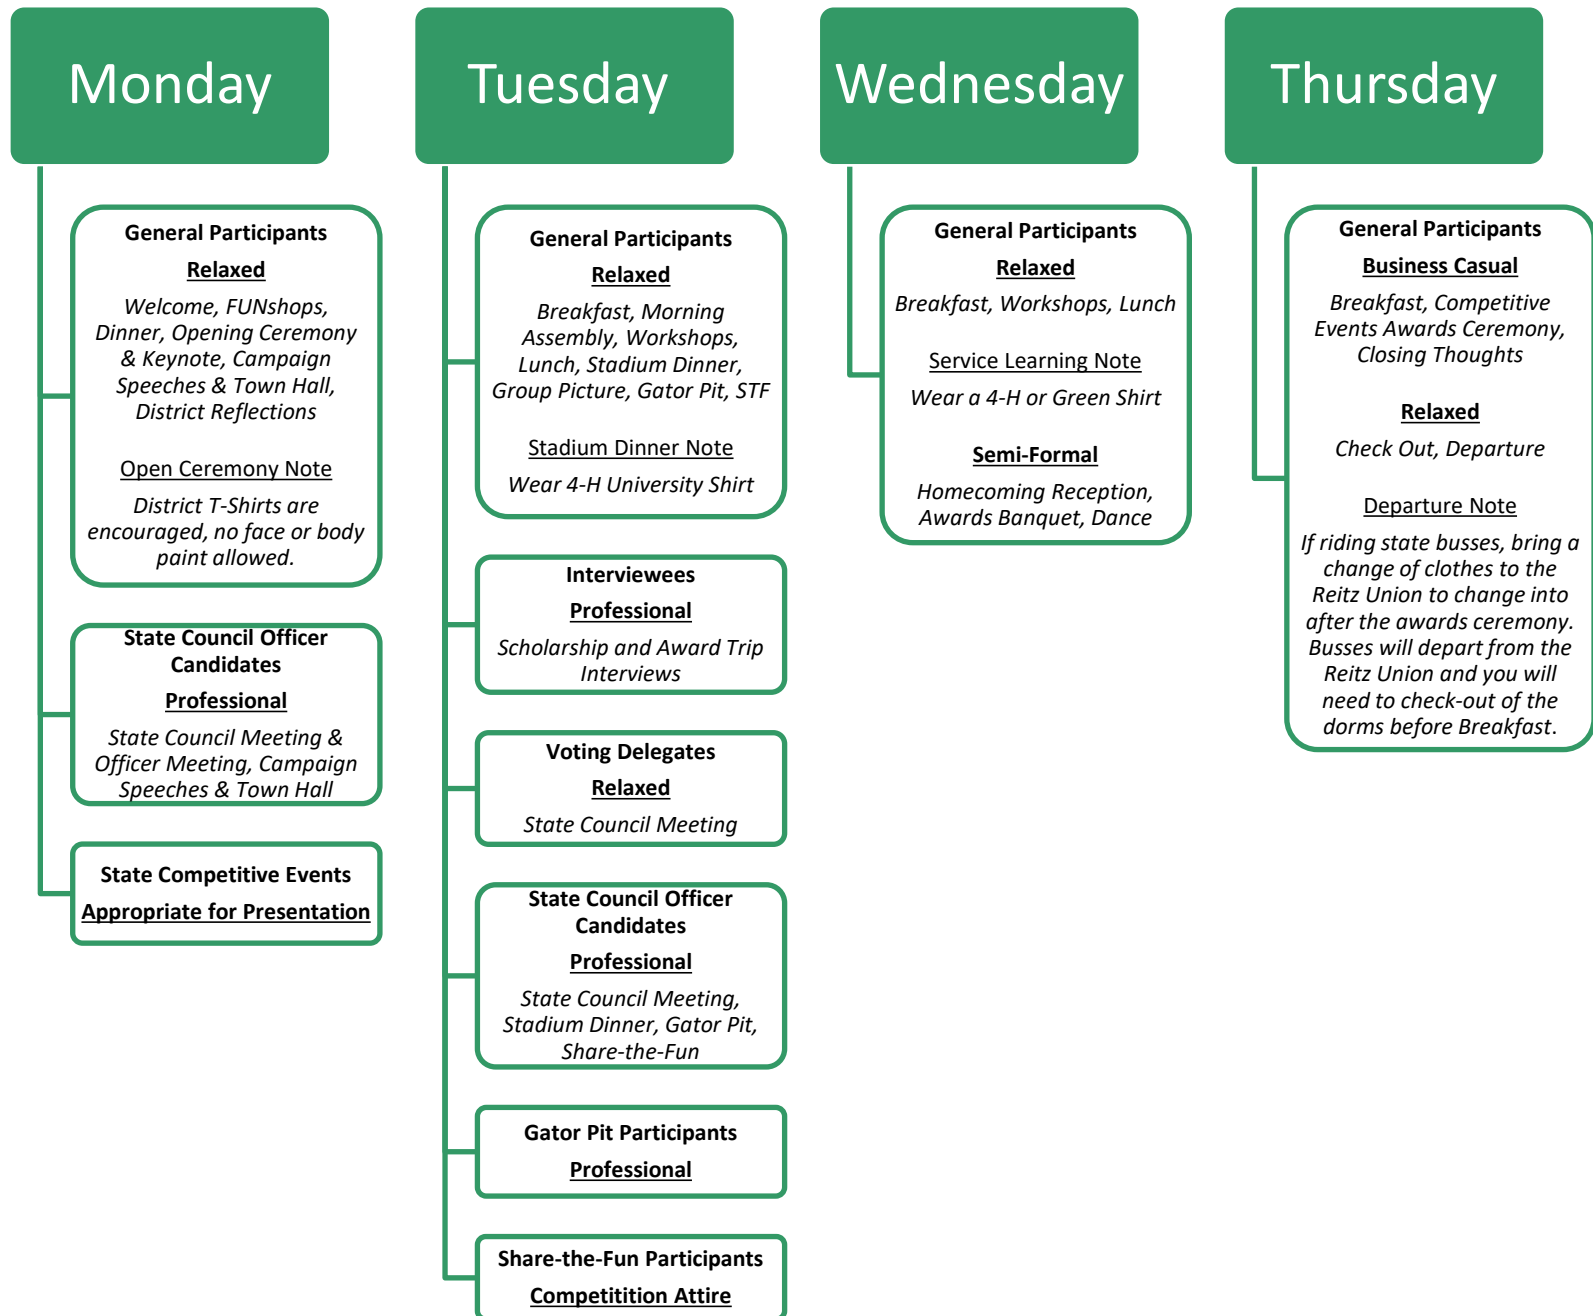 Monday
General Participants
Relaxed
Welcome, FUNshops,
Dinner, Opening Ceremony
& Keynote, Campaign
Speeches & Town Hall,
District Reflections
Open Ceremony Note
District T-Shirts are
encouraged, no face or body
paint allowed.
State Council Officer
Candidates
Professional
State Council Meeting &
Officer Meeting, Campaign
Speeches & Town Hall
State Competitive Events
Appropriate for Presentation
Tuesday
General Participants
Relaxed
Breakfast, Morning
Assembly, Workshops,
Lunch, Stadium Dinner,
Group Picture, Gator Pit, STF
Stadium Dinner Note
Wear 4-H University Shirt
Interviewees
Professional
Scholarship and Award Trip
Interviews
Voting Delegates
Relaxed
State Council Meeting
State Council Officer
Candidates
Professional
State Council Meeting,
Stadium Dinner, Gator Pit,
Share-the-Fun
Gator Pit Participants
Professional
Share-the-Fun Participants
Competitition Attire
Wednesday
General Participants
Relaxed
Breakfast, Workshops, Lunch
Service Learning Note
Wear a 4-H or Green Shirt
Semi-Formal
Homecoming Reception,
Awards Banquet, Dance
Thursday
General Participants
Business Casual
Breakfast, Competitive
Events Awards Ceremony,
Closing Thoughts
Relaxed
Check Out, Departure
Departure Note
If riding state busses, bring a
change of clothes to the
Reitz Union to change into
after the awards ceremony.
Busses will depart from the
Reitz Union and you will
need to check-out of the
dorms before Breakfast.